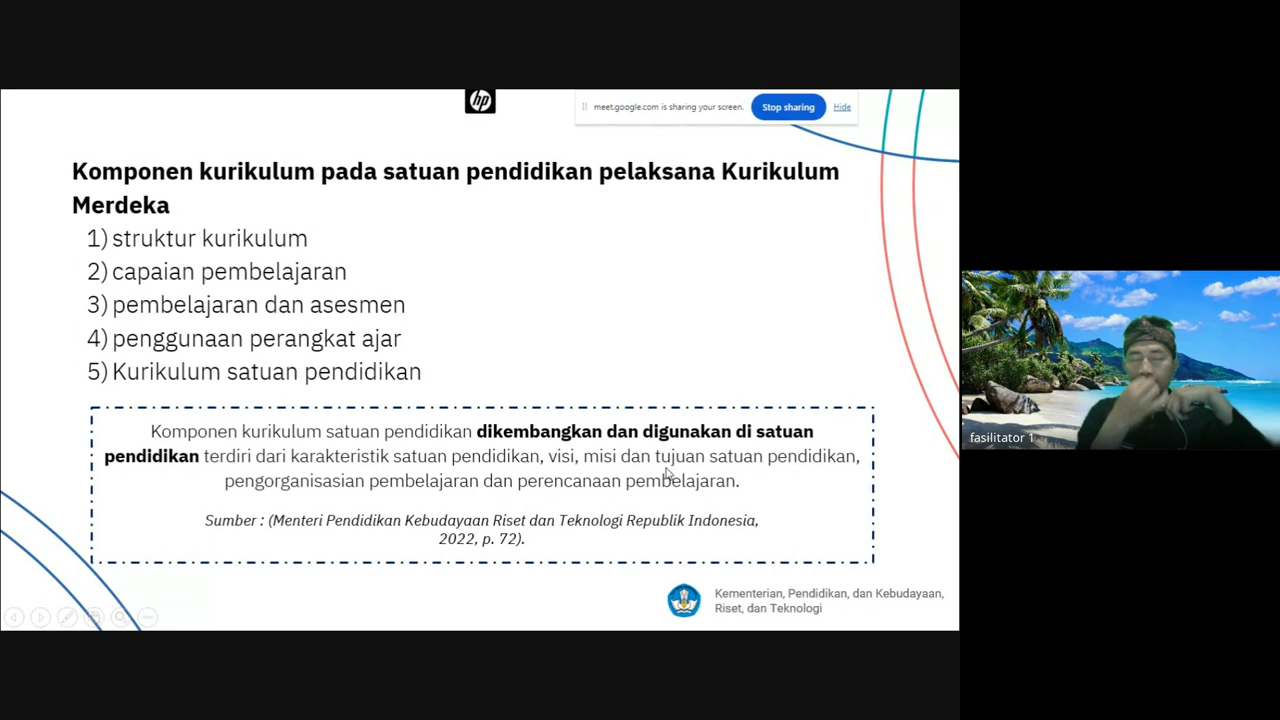 hp
meet.google.com is sharing your screen.
Stop sharing
Hide
Komponen kurikulum pada satuan pendidikan pelaksana Kurikulum
Merdeka
1) struktur kurikulum
2) capaian pembelajaran
3) pembelajaran dan asesmen
4) penggunaan perangkat ajar
5) Kurikulum satuan pendidikan
Komponen kurikulum satuan pendidikan dikembangkan dan digunakan di satuan
pendidikan terdiri dari karakteristik satuan pendidikan, visi, misi dan tujuan satuan pendidikan,
pengorganisasian pembelajaran dan perencanaan pembelajaran.
Sumber : (Menteri Pendidikan Kebudayaan Riset dan Teknologi Republik Indonesia,
2022, p. 72).
Kementerian, Pendidikan, dan Kebudayaan,
Riset, dan Teknologi
fasilitator 1